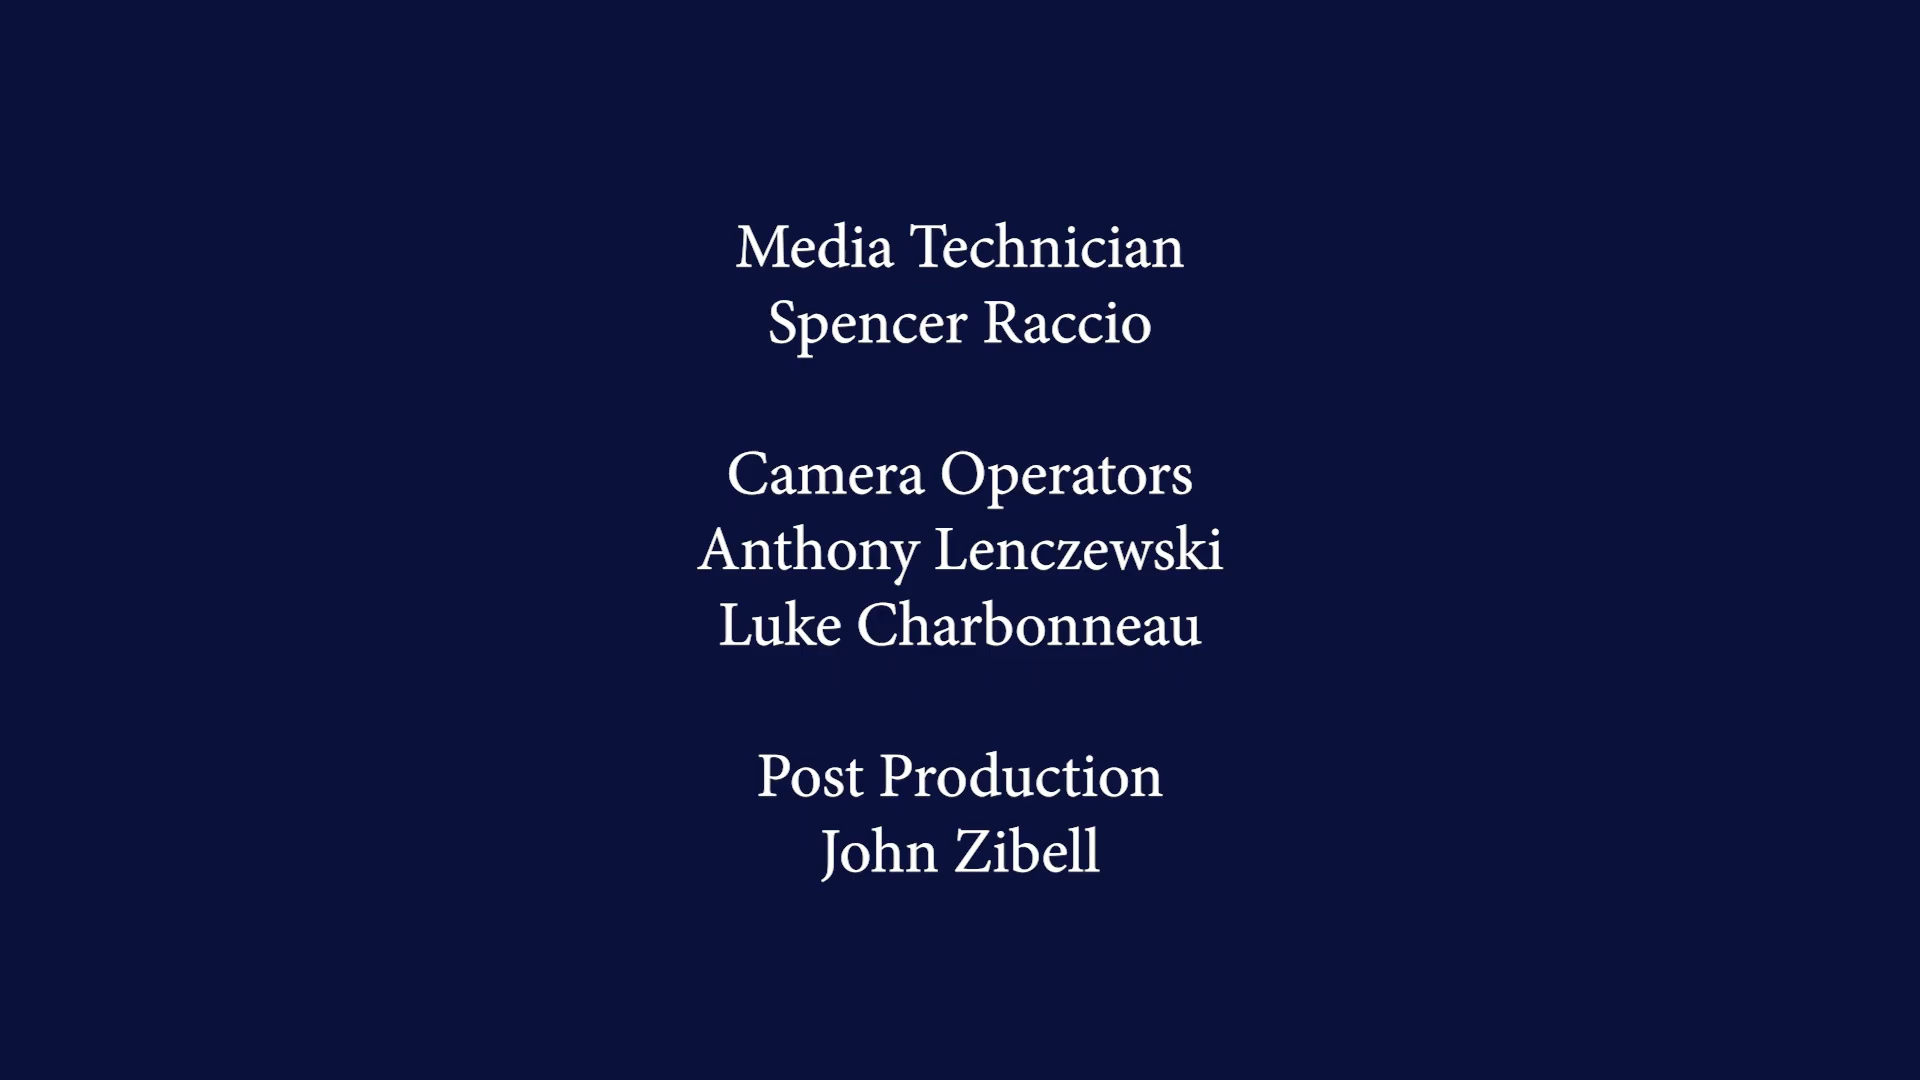 Media Technician
Spencer Raccio
Camera Operators
Anthony Lenczewski
Luke Charbonneau
Post Production
John Zibell